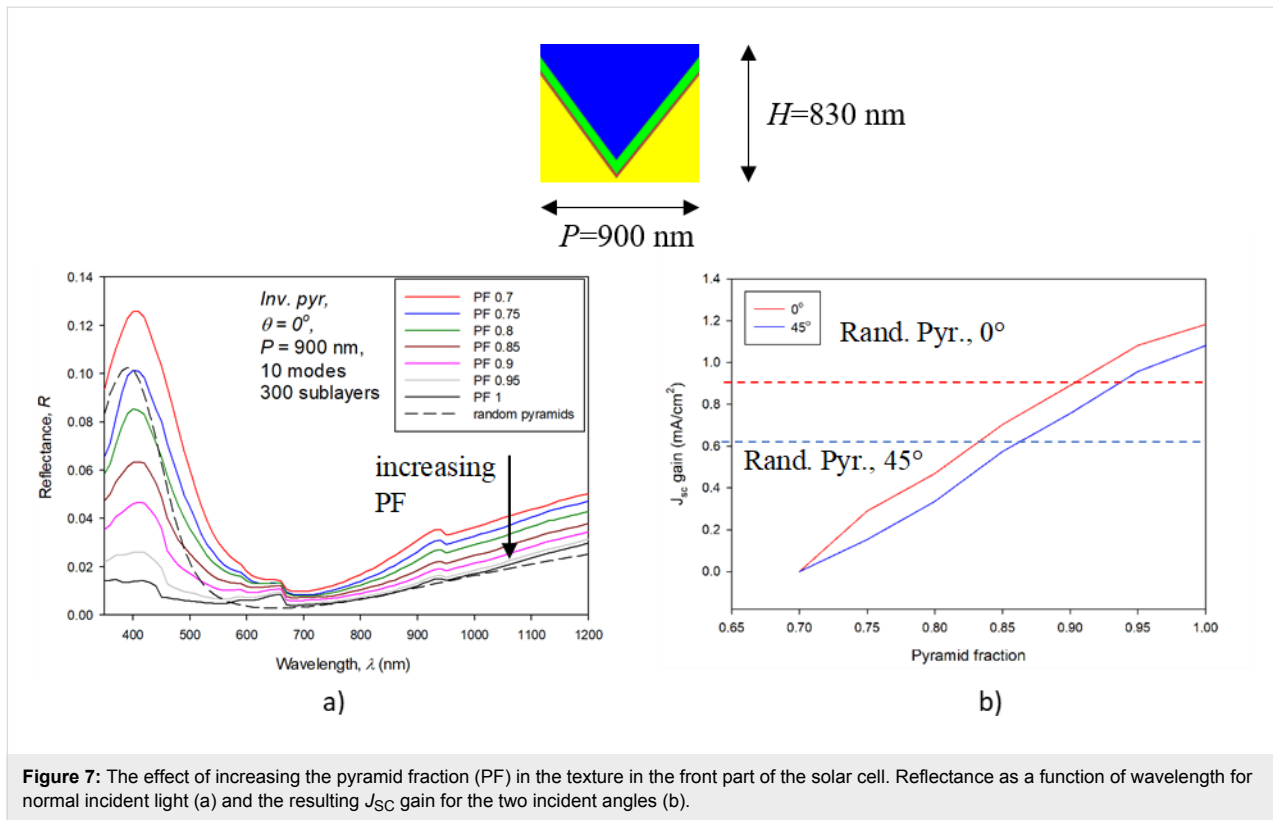 H=830 nm
P=900 nm
0.14
0.12
0.10
0.08
0.06
0.04
0.02
0.00
Reflectance, R
Inv. pyr,
θ = 0°,
P = 900 nm,
10 modes
300 sublayers
PF 0.7
PF 0.75
PF 0.8
PF 0.85
PF 0.9
PF 0.95
PF 1
random pyramids
increasing
PF
400 500 600 700 800 900 1000 1100 1200
Wavelength, λ (nm)
a)
1.4
1.2
1.0
0.8
0.6
0.4
0.2
0.0
Jsc gain (mA/cm²)
0°
45°
Rand. Pyr., 0°
Rand. Pyr., 45°
0.65 0.70 0.75 0.80 0.85 0.90 0.95 1.00
Pyramid fraction
b)
Figure 7: The effect of increasing the pyramid fraction (PF) in the texture in the front part of the solar cell. Reflectance as a function of wavelength for
normal incident light (a) and the resulting JSC gain for the two incident angles (b).